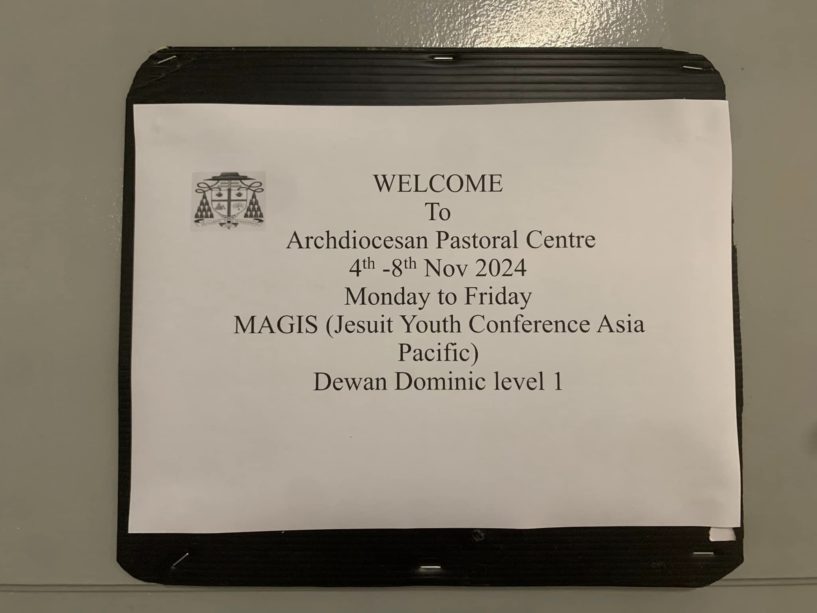 WELCOME
To
Archdiocesan Pastoral Centre
4th -8th Nov 2024
Monday to Friday
MAGIS (Jesuit Youth Conference Asia
Pacific)
Dewan Dominic level 1